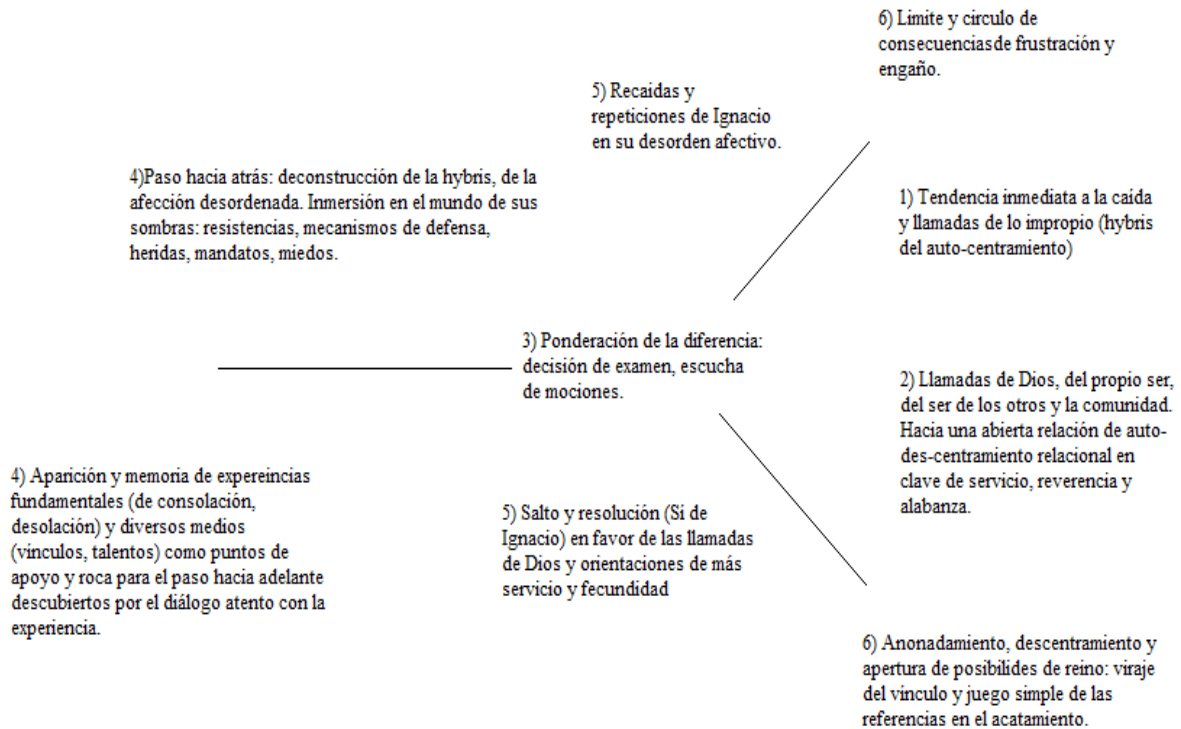 6) Limite y circulo de
consecuenciasde frustración y
engaño.
5) Recaidas y
repeticiones de Ignacio
en su desorden afectivo.
4)Paso hacia atrás: deconstrucción de la hybris, de la
afección desordenada. Inmersión en el mundo de sus
sombras: resistencias, mecanismos de defensa,
heridas, mandatos, miedos.
1) Tendencia inmediata a la caída
y llamadas de lo impropio (hybris
del auto-centramiento)
3) Ponderación de la diferencia:
decisión de examen, escucha
de mociones.
2) Llamadas de Dios, del propio ser,
del ser de los otros y la comunidad.
Hacia una abierta relación de auto-
des-centramiento relacional en
clave de servicio, reverencia y
alabanza.
4) Aparición y memoria de expereincias
fundamentales (de consolación,
desolación) y diversos medios
(vínculos, talentos) como puntos de
apoyo y roca para el paso hacia adelante
descubiertos por el diálogo atento con la
experiencia.
5) Salto y resolución (Sí de
Ignacio) en favor de las llamadas
de Dios y orientaciones de más
servicio y fecundidad
6) Anonadamiento, descentramiento y
apertura de posibilides de reino: viraje
del vínculo y juego simple de las
referencias en el acatamiento.